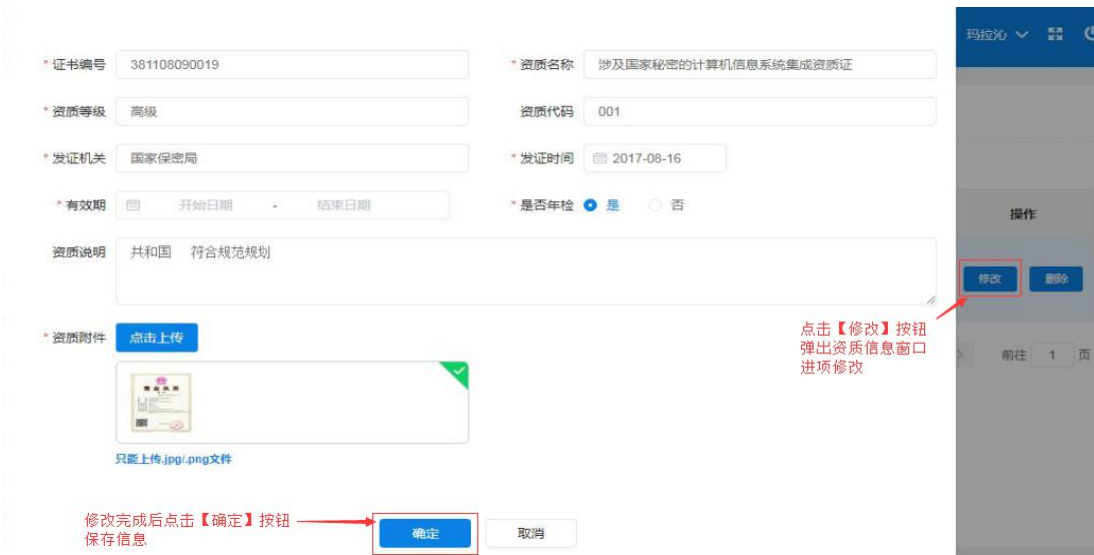 玛拉沁
* 证书编号 381108090019 * 资质名称 涉及国家秘密的计算机信息系统集成资质证
* 资质等级 高级 资质代码 001
* 发证机关 国家保密局 * 发证时间 2017-08-16
* 有效期 开始日期 - 结束日期 * 是否年检 是 否
操作
资质说明 共和国 符合规范规划
修改 删除
* 资质附件 点击上传
点击【修改】按钮
弹出资质信息窗口
进项修改
前往 1 页
营业执照
只能上传.jpg/.png文件
修改完成后点击【确定】按钮
保存信息
确定 取消